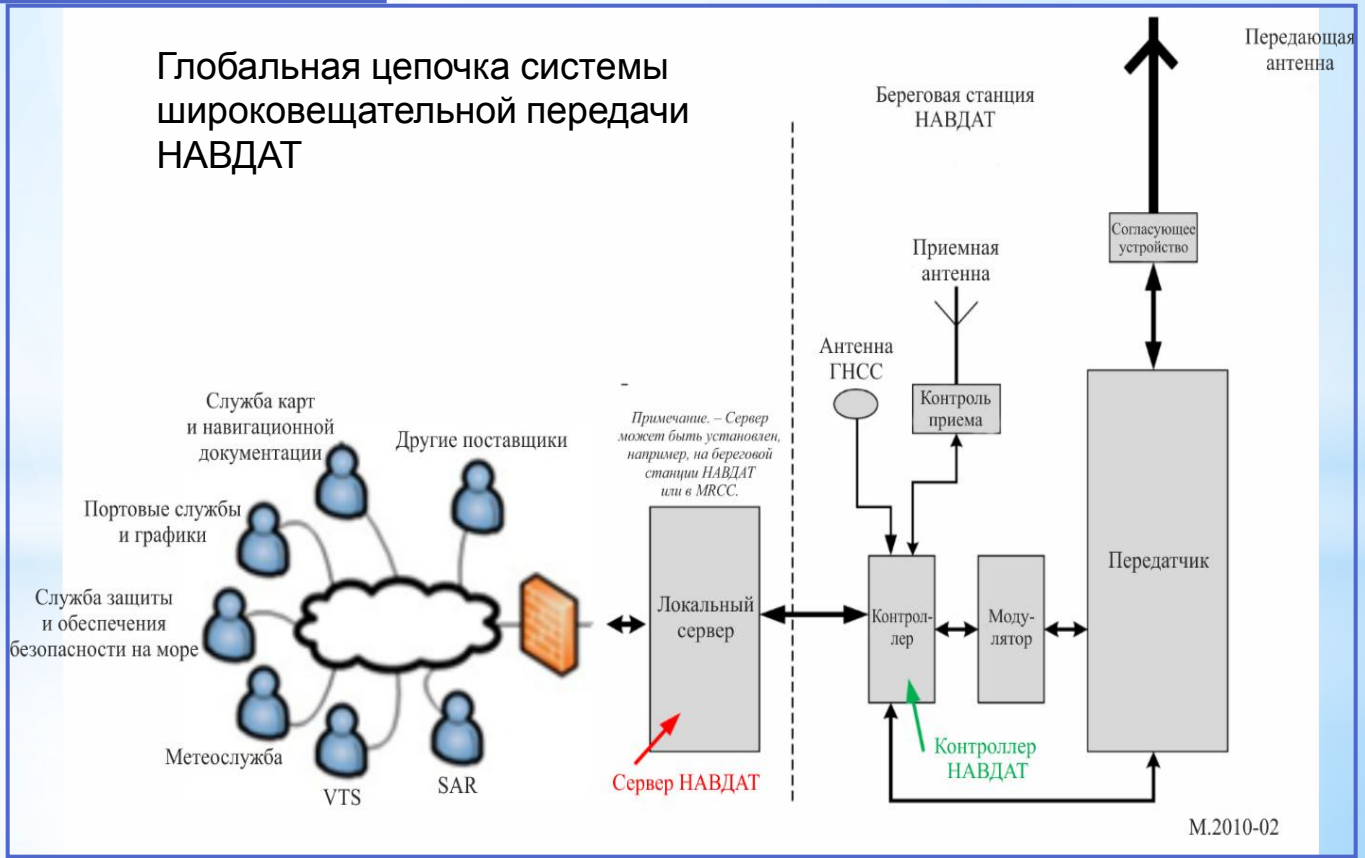 Глобальная цепочка системы
широковещательной передачи
НАВДАТ
Передающая
антенна
Береговая станция
НАВДАТ
Согласующее
устройство
Приемная
антенна
Антенна
ГНСС
Контроль
приема
Служба карт
и навигационной
документации
Другие поставщики
Примечание. – Сервер
может быть установлен,
например, на береговой
станции НАВДАТ
или в MRCC.
Портовые службы
и графики
Служба защиты
и обеспечения
безопасности на море
Метеослужба
VTS
SAR
Локальный
сервер
Контрол-
лер
Моду-
лятор
Передатчик
Сервер НАВДАТ
Контроллер
НАВДАТ
M.2010-02